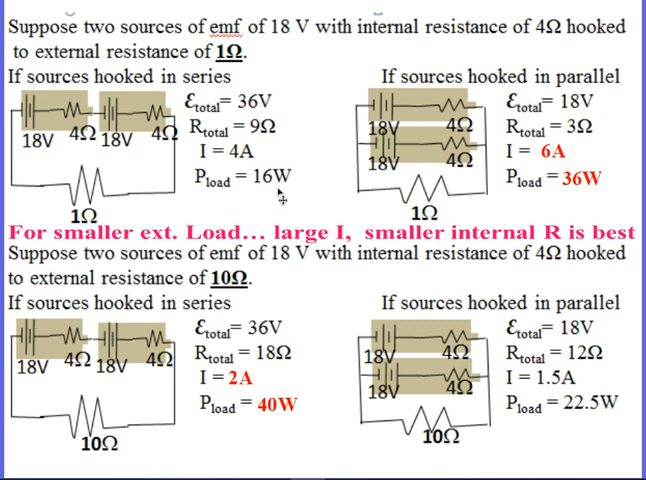 Suppose two sources of emf of 18 V with internal resistance of 4Ω hooked
to external resistance of 1Ω.
If sources hooked in series
18V 4Ω 18V 4Ω
1Ω
Ɛtotal= 36V
Rtotal = 9Ω
I = 4A
Pload = 16W
If sources hooked in parallel
18V 4Ω
18V 4Ω
1Ω
Ɛtotal= 18V
Rtotal = 3Ω
I = 6A
Pload = 36W
For smaller ext. Load... large I, smaller internal R is best
Suppose two sources of emf of 18 V with internal resistance of 4Ω hooked
to external resistance of 10Ω.
If sources hooked in series
18V 4Ω 18V 4Ω
10Ω
Ɛtotal= 36V
Rtotal = 18Ω
I = 2A
Pload = 40W
If sources hooked in parallel
18V 4Ω
18V 4Ω
10Ω
Ɛtotal= 18V
Rtotal = 12Ω
I = 1.5A
Pload = 22.5W